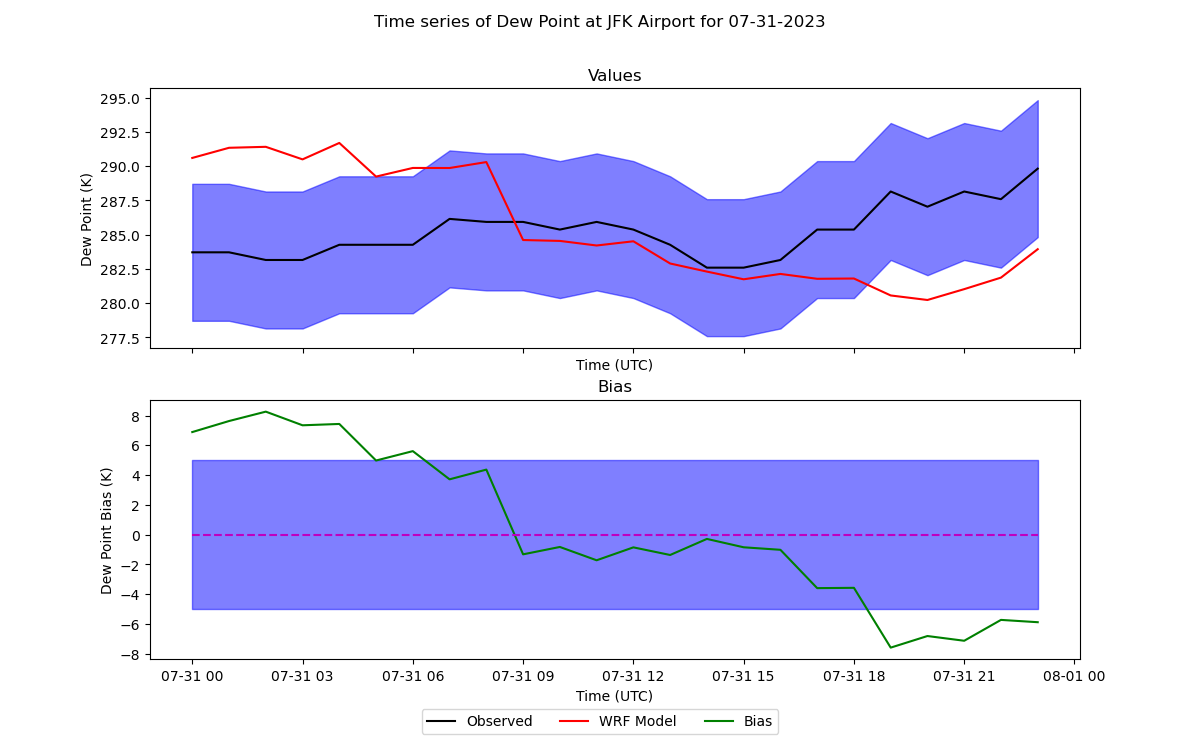 Time series of Dew Point at JFK Airport for 07-31-2023
Values
295.0
292.5
290.0
287.5
285.0
282.5
280.0
277.5
Dew Point (K)
Time (UTC)
Bias
8
6
4
2
0
−2
−4
−6
−8
Dew Point Bias (K)
07-31 00 07-31 03 07-31 06 07-31 09 07-31 12 07-31 15 07-31 18 07-31 21 08-01 00
Time (UTC)
Observed WRF Model Bias